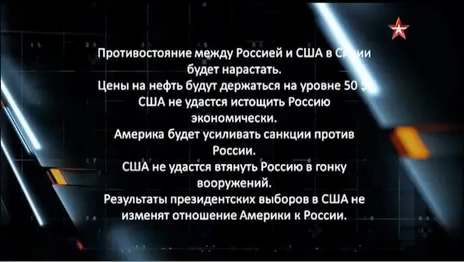 Противостояние между Россией и США в Сирии
будет нарастать.
Цены на нефть будут держаться на уровне 50 $.
США не удастся истощить Россию
экономически.
Америка будет усиливать санкции против
России.
США не удастся втянуть Россию в гонку
вооружений.
Результаты президентских выборов в США не
изменят отношение Америки к России.